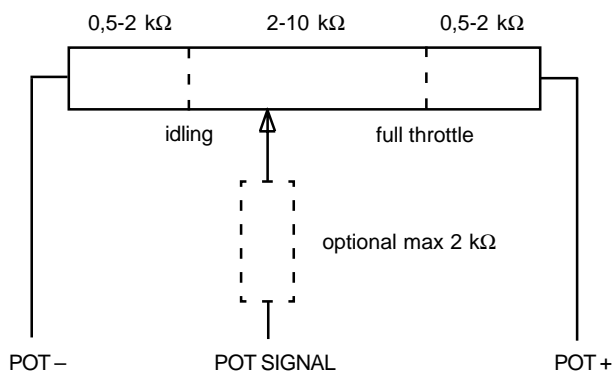 0,5-2 kΩ 2-10 kΩ 0,5-2 kΩ
idling full throttle
optional max 2 kΩ
POT – POT SIGNAL POT +